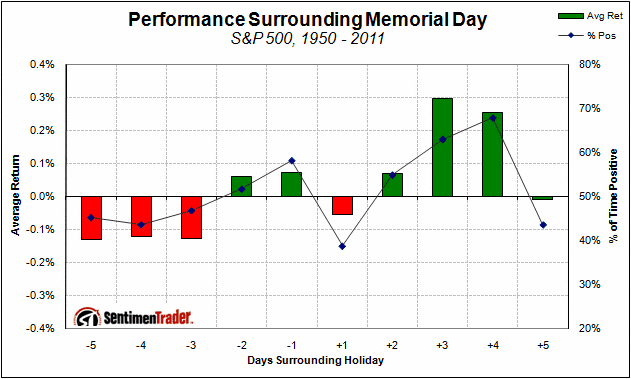 Performance Surrounding Memorial Day
S&P 500, 1950 - 2011
Avg Ret
% Pos
0.4%
0.3%
0.2%
0.1%
0.0%
-0.1%
-0.2%
-0.3%
-0.4%
Average Return
80%
70%
60%
50%
40%
30%
20%
% of Time Positive
SentimenTrader
-5 -4 -3 -2 -1 +1 +2 +3 +4 +5
Days Surrounding Holiday